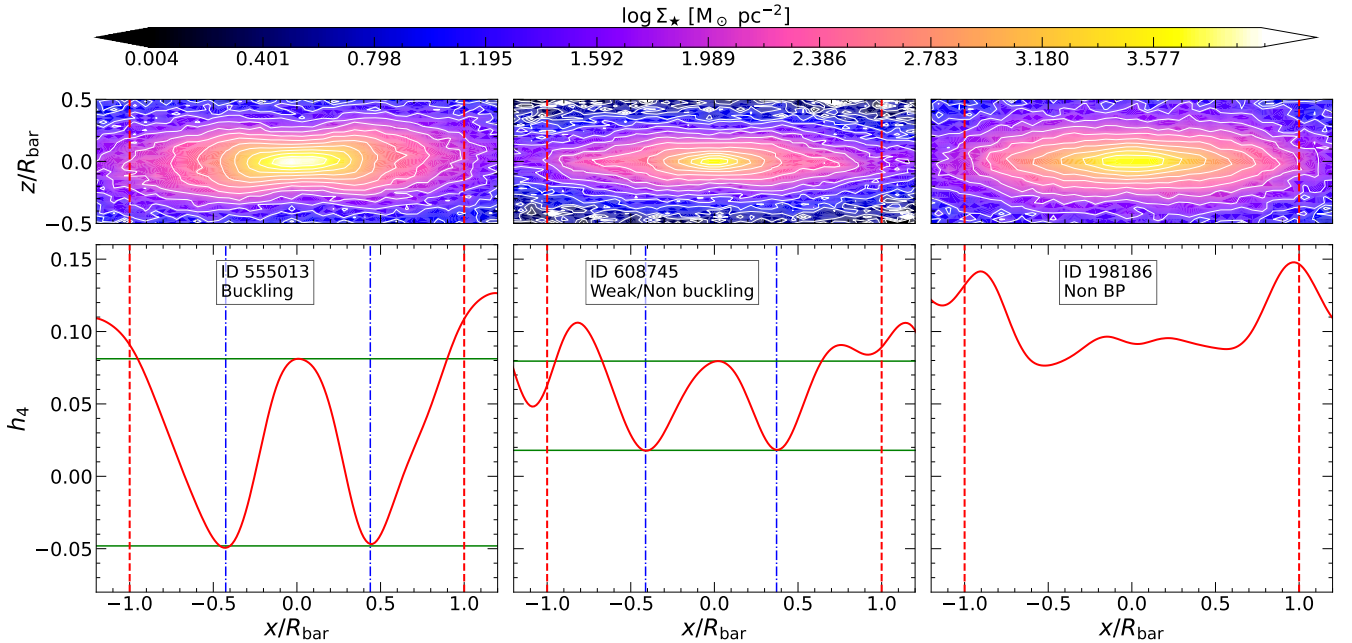 log Σ★ [M⊙ pc⁻²]
0.004 0.401 0.798 1.195 1.592 1.989 2.386 2.783 3.180 3.577
0.5
0.0
−0.5
z/R_bar
0.15
0.10
0.05
0.00
−0.05
h₄
ID 555013
Buckling
ID 608745
Weak/Non buckling
ID 198186
Non BP
−1.0 −0.5 0.0 0.5 1.0 −1.0 −0.5 0.0 0.5 1.0 −1.0 −0.5 0.0 0.5 1.0
x/R_bar x/R_bar x/R_bar